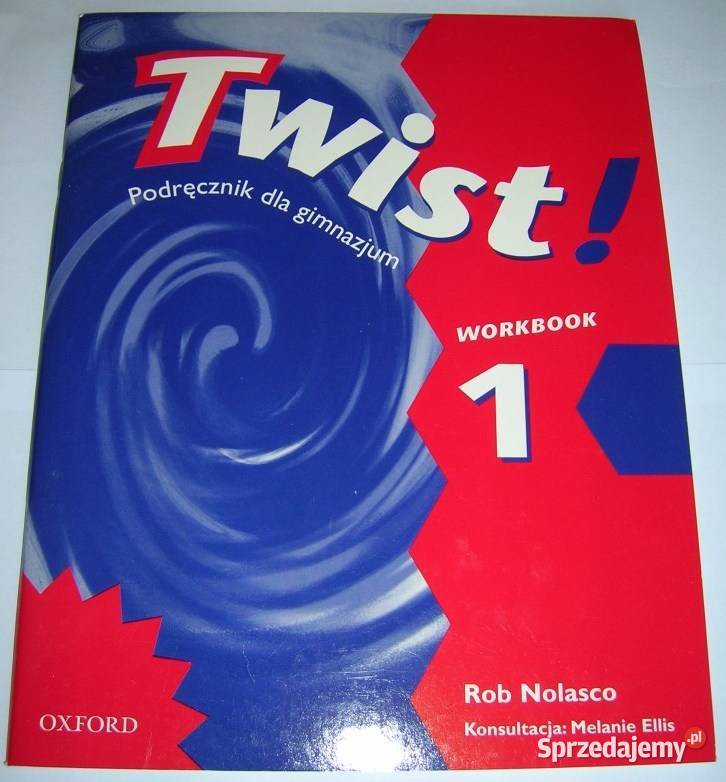 Twist!
Podręcznik dla gimnazjum
WORKBOOK
1
Rob Nolasco
Konsultacja: Melanie Ellis
OXFORD
Sprzedajemy.pl